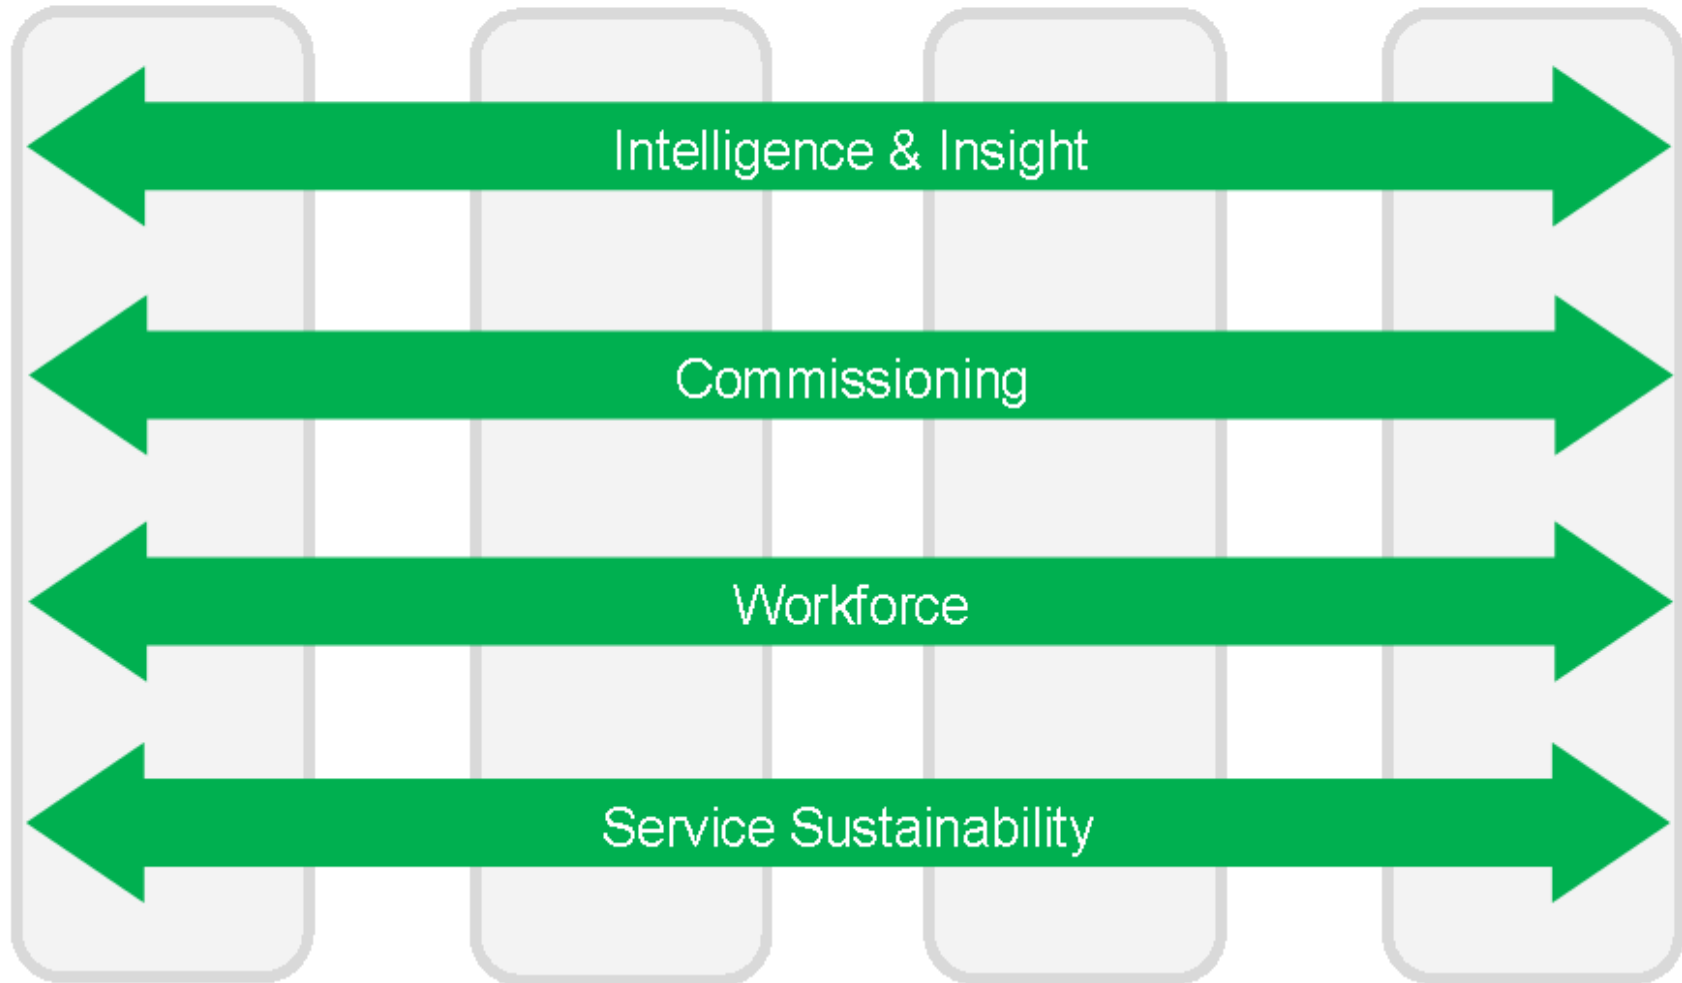 Intelligence & Insight
Commissioning
Workforce
Service Sustainability